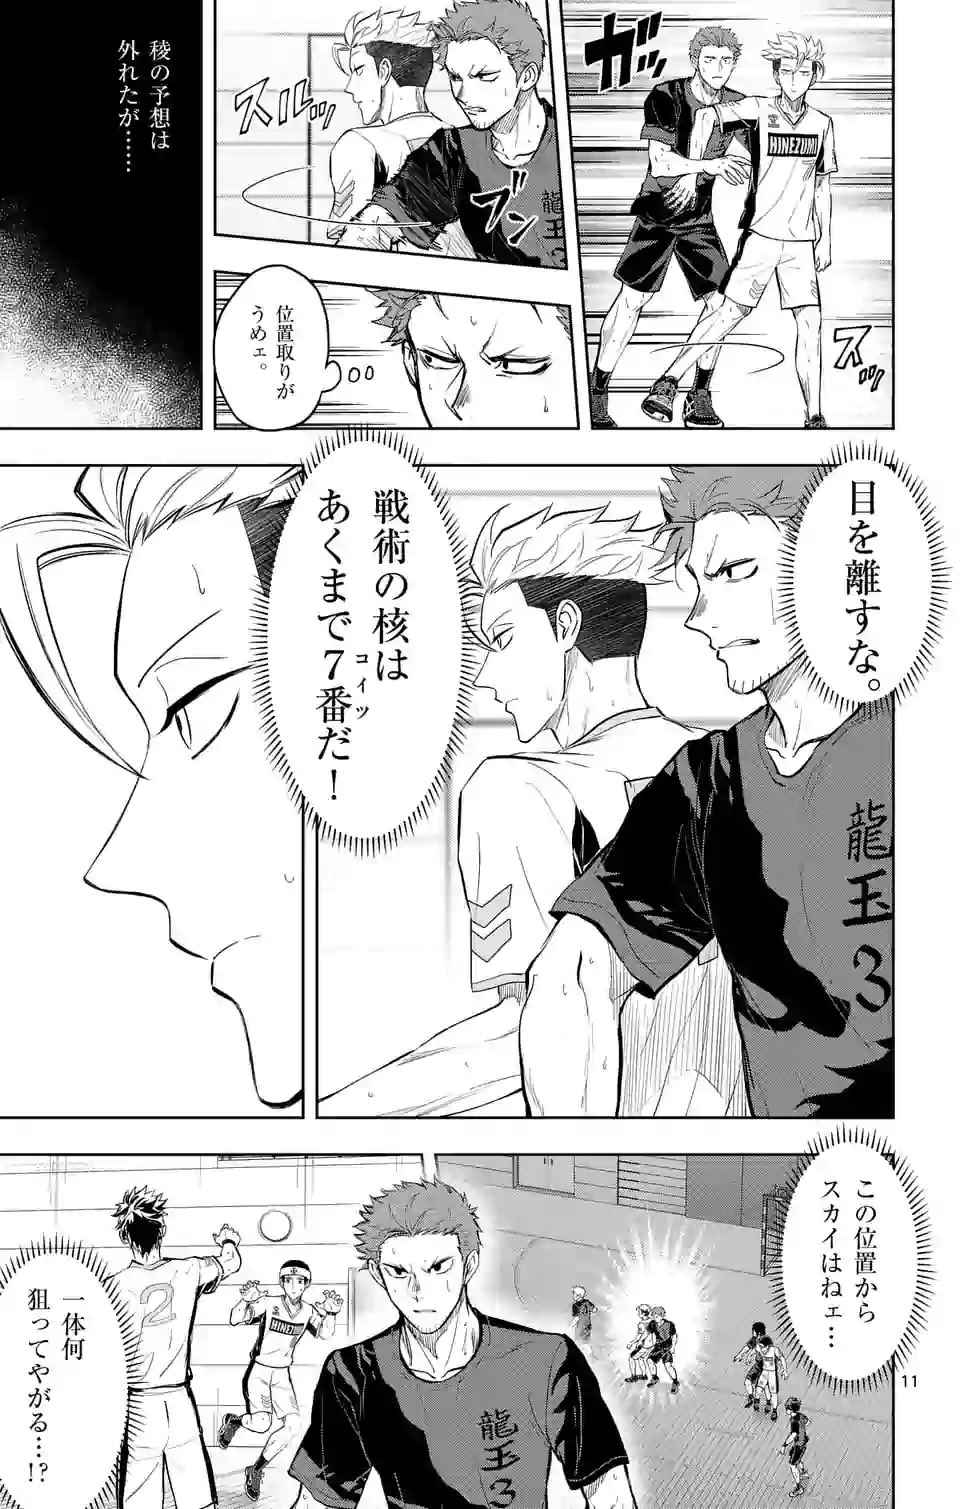 ガッ
HINEZUMI
スルッ
スルッ
龍玉
ブンッ
位置取りが
うめェ。
稜の予想は
外れたが……
目を離すな。
龍玉
3
戦術の核は
あくまで7番だ！
コイツ
この位置から
スカイはねェ…
龍玉
3
2
HINEZUMI
一体何
狙ってやがる…!?
11